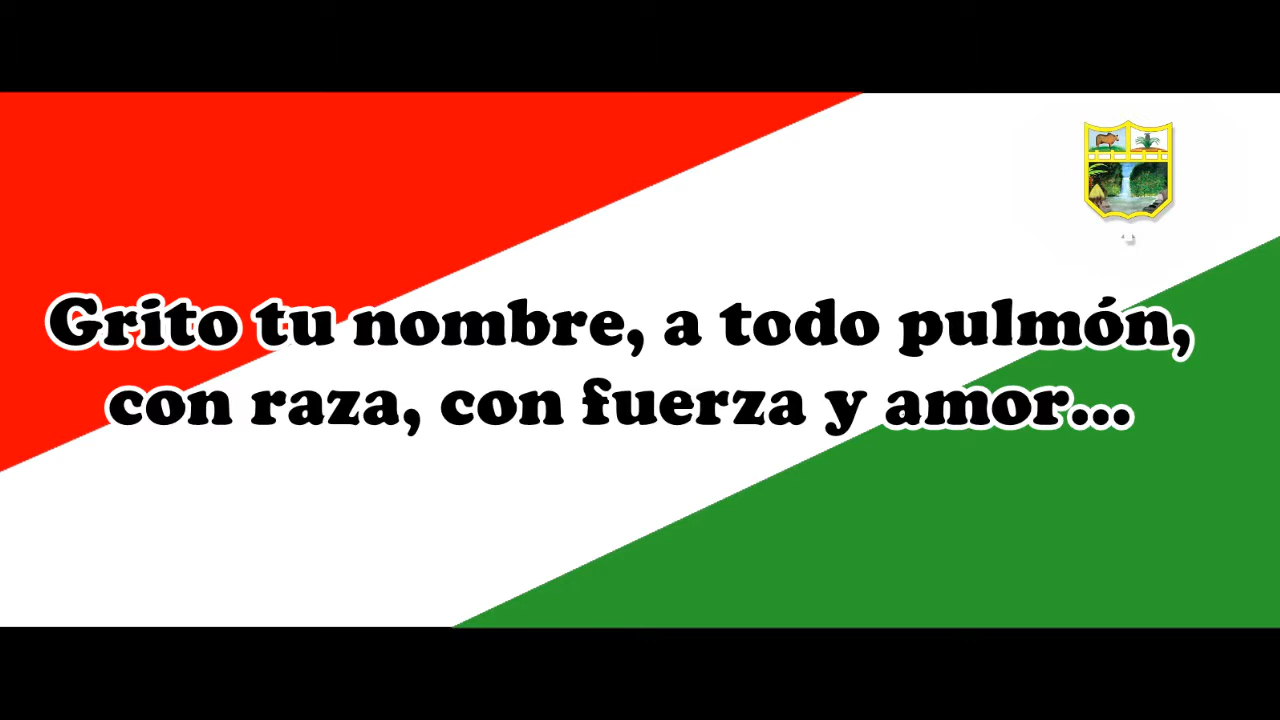 Grito tu nombre, a todo pulmón,
con raza, con fuerza y amor...